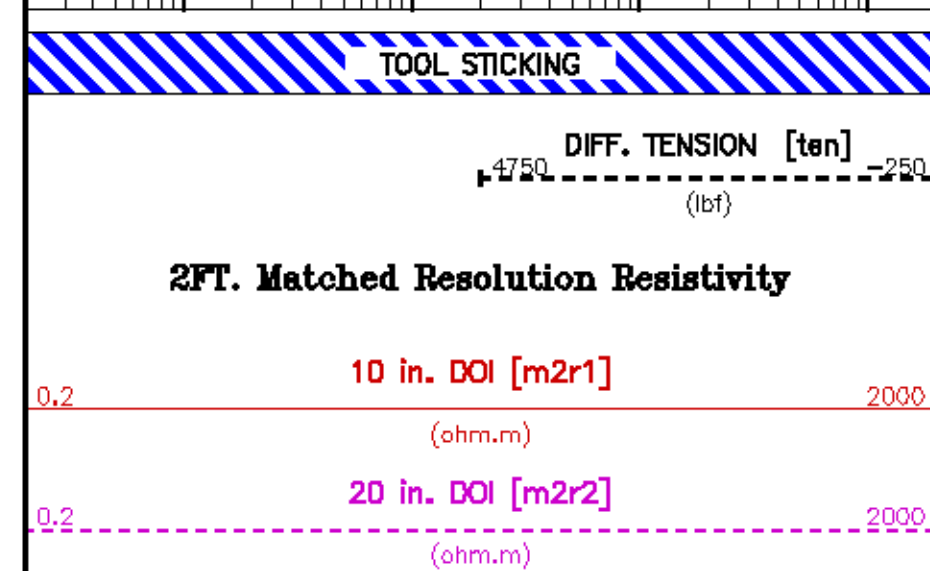 TOOL STICKING
DIFF. TENSION [ten]
4750 -250
(lbf)
2FT. Matched Resolution Resistivity
10 in. DOI [m2r1]
0.2 2000
(ohm.m)
20 in. DOI [m2r2]
0.2 2000
(ohm.m)